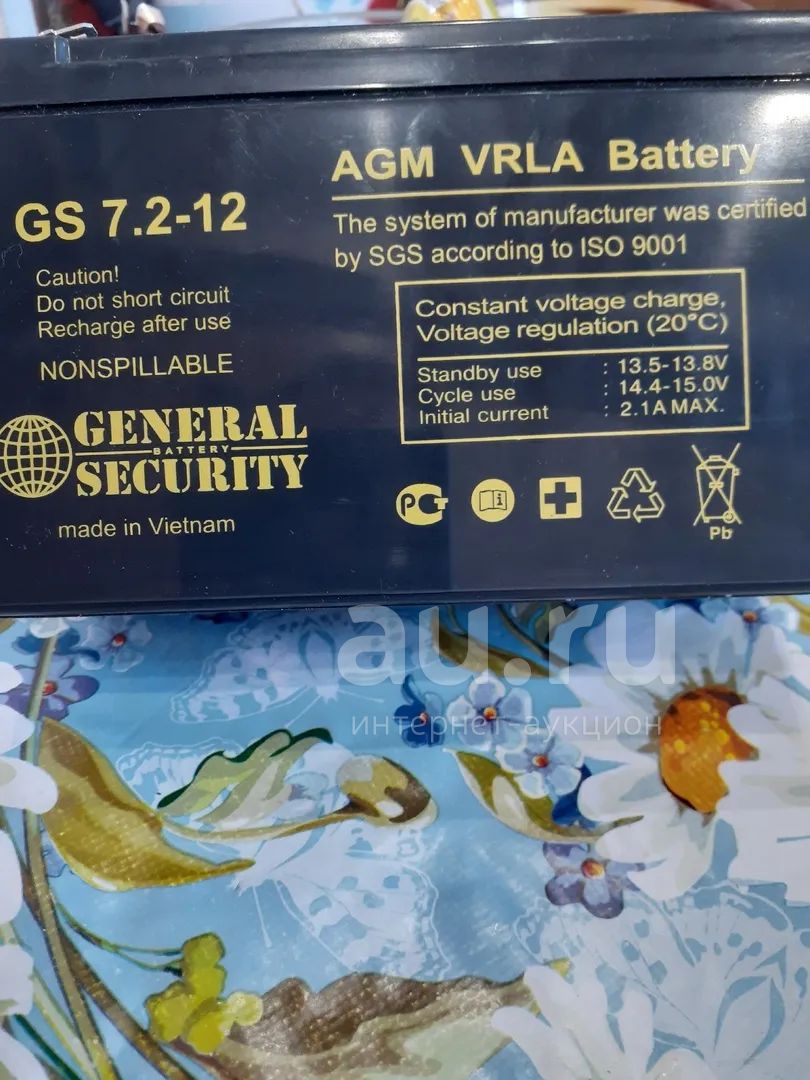 GS 7.2-12
Caution!
Do not short circuit
Recharge after use
NONSPILLABLE
GENERAL
BATTERY
SECURITY
made in Vietnam
AGM VRLA Battery
The system of manufacturer was certified
by SGS according to ISO 9001
Constant voltage charge,
Voltage regulation (20°C)
Standby use : 13.5-13.8V
Cycle use : 14.4-15.0V
Initial current : 2.1A MAX.
PCT
i
Pb
au.ru
интернет-аукцион